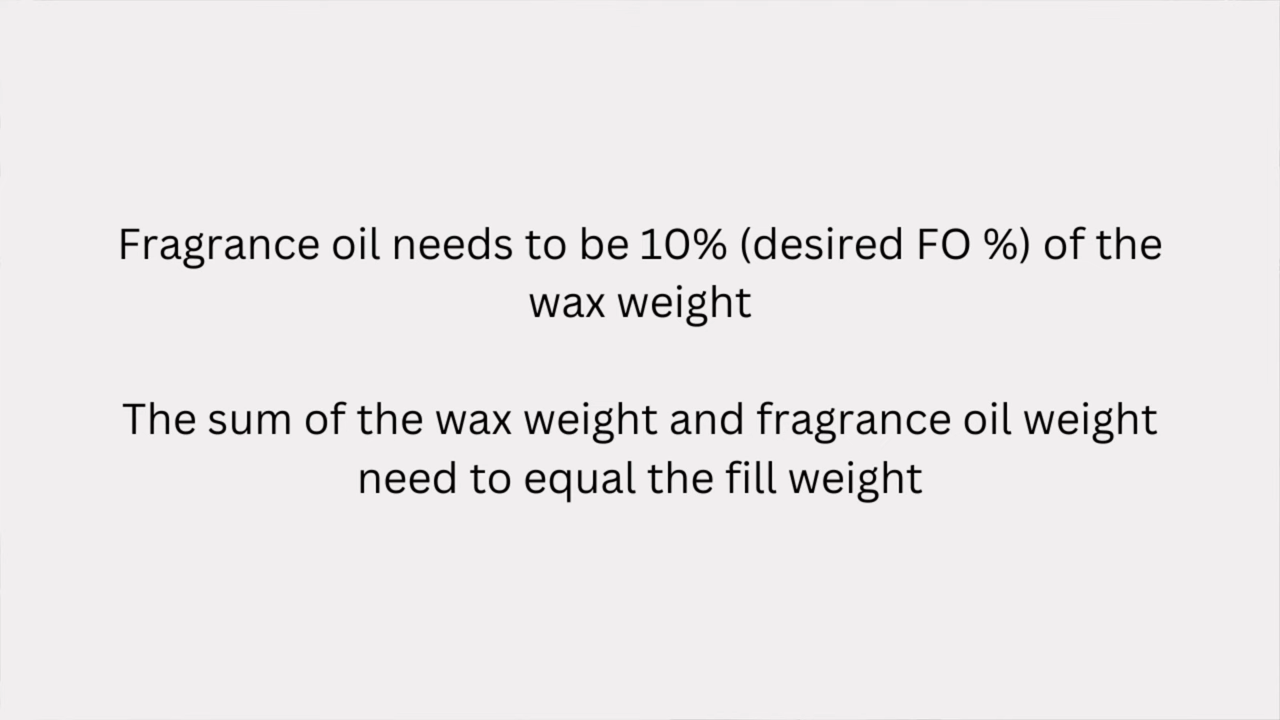 Fragrance oil needs to be 10% (desired FO %) of the
wax weight
The sum of the wax weight and fragrance oil weight
need to equal the fill weight